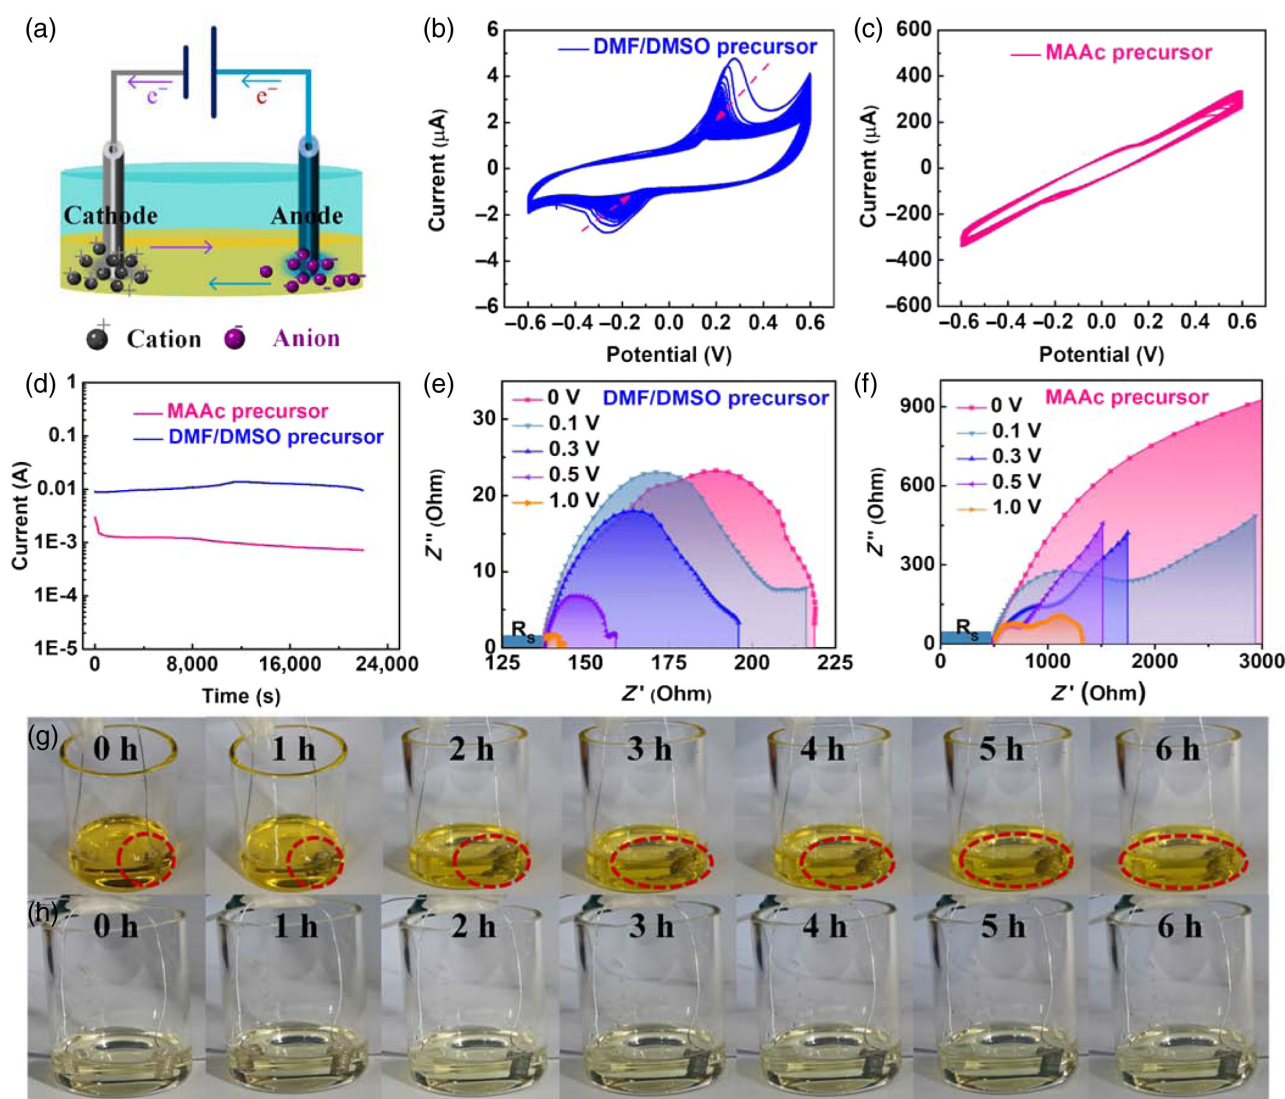 (a)
e⁻ e⁻
Cathode Anode
+ Cation - Anion
(b)
DMF/DMSO precursor
6
4
2
0
−2
−4
−6
Current (μA)
−0.6 −0.4 −0.2 0.0 0.2 0.4 0.6
Potential (V)
(c)
MAAc precursor
600
400
200
0
−200
−400
−600
Current (μA)
−0.6 −0.4 −0.2 0.0 0.2 0.4 0.6
Potential (V)
(d)
MAAc precursor
DMF/DMSO precursor
1
0.1
0.01
1E−3
1E−4
1E−5
Current (A)
0 8,000 16,000 24,000
Time (s)
(e)
DMF/DMSO precursor
0 V
0.1 V
0.3 V
0.5 V
1.0 V
30
20
10
0
Z'' (Ohm)
Rs
125 150 175 200 225
Z' (Ohm)
(f)
MAAc precursor
0 V
0.1 V
0.3 V
0.5 V
1.0 V
900
600
300
0
Z'' (Ohm)
Rs
0 1000 2000 3000
Z' (Ohm)
(g)
0 h 1 h 2 h 3 h 4 h 5 h 6 h
(h)
0 h 1 h 2 h 3 h 4 h 5 h 6 h